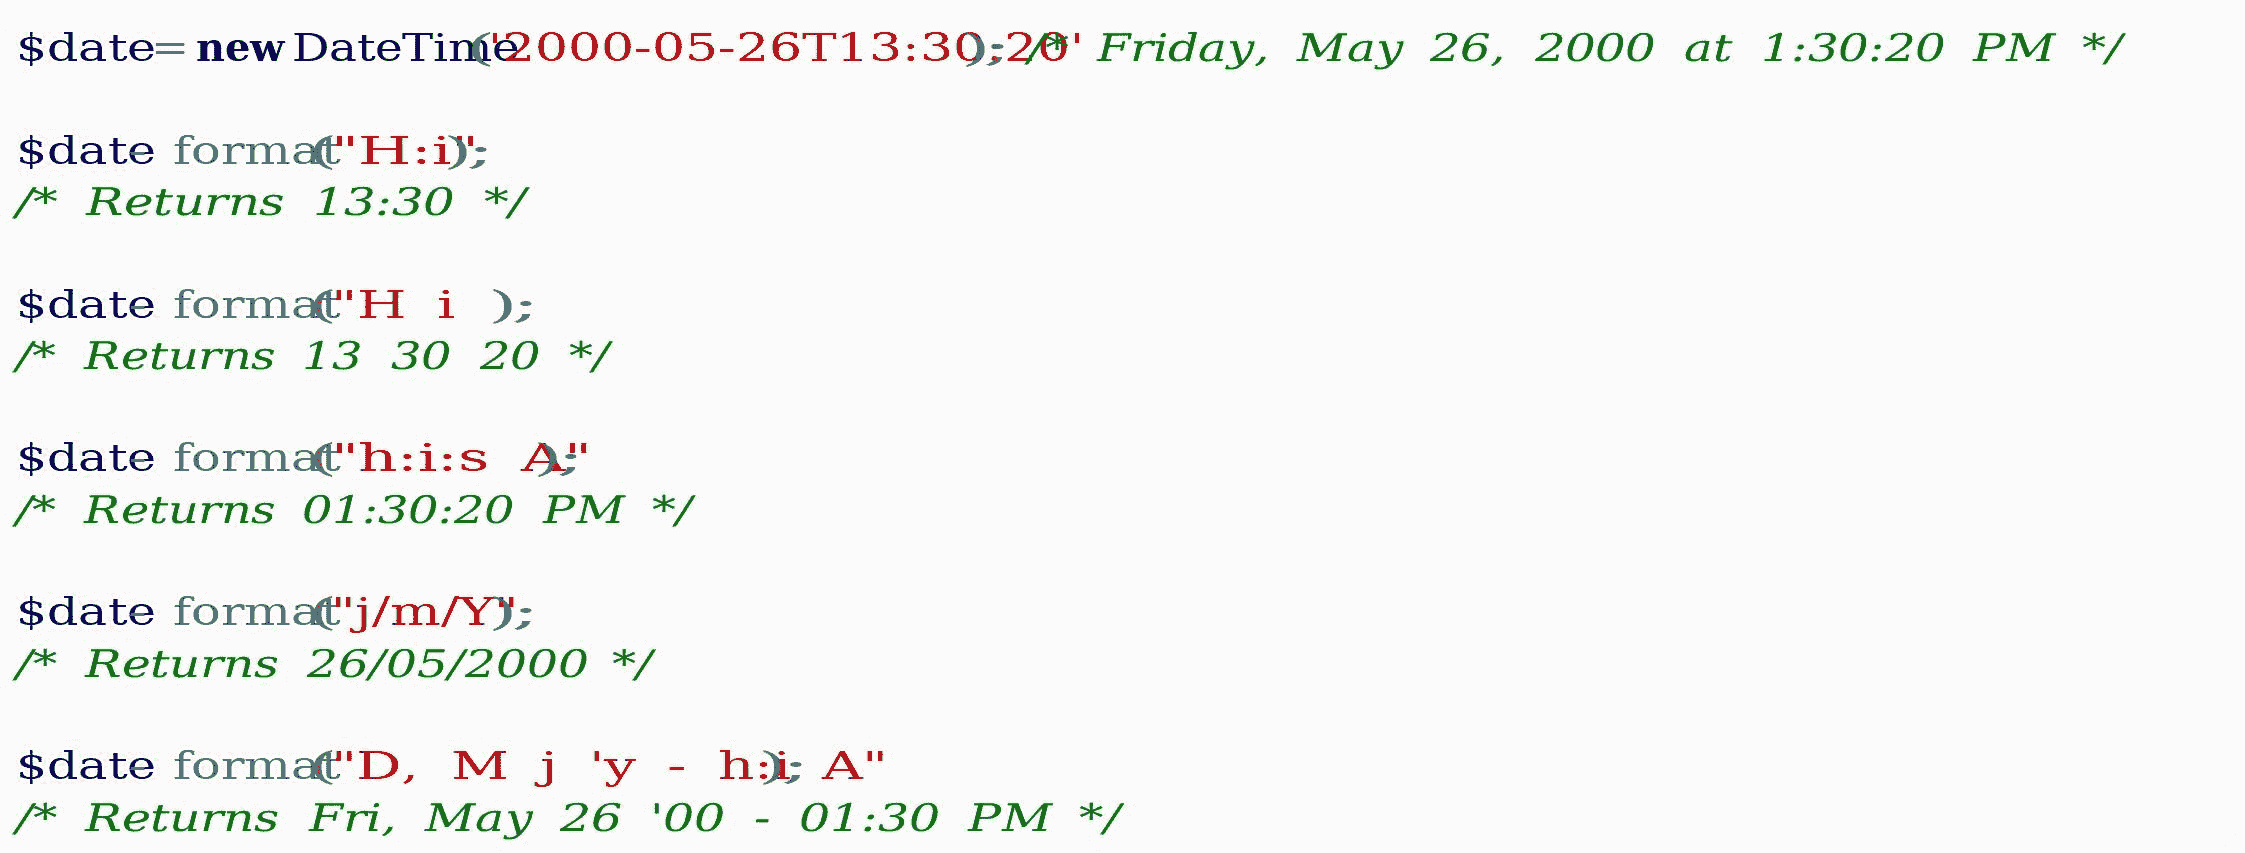 $date= new DateTime('2000-05-26T13:30:20'); /* Friday, May 26, 2000 at 1:30:20 PM */
$date- format("H:i");
/* Returns 13:30 */
$date- format("H i );
/* Returns 13 30 20 */
$date- format("h:i:s A");
/* Returns 01:30:20 PM */
$date- format("j/m/Y");
/* Returns 26/05/2000 */
$date- format("D, M j 'y - h:i A");
/* Returns Fri, May 26 '00 - 01:30 PM */